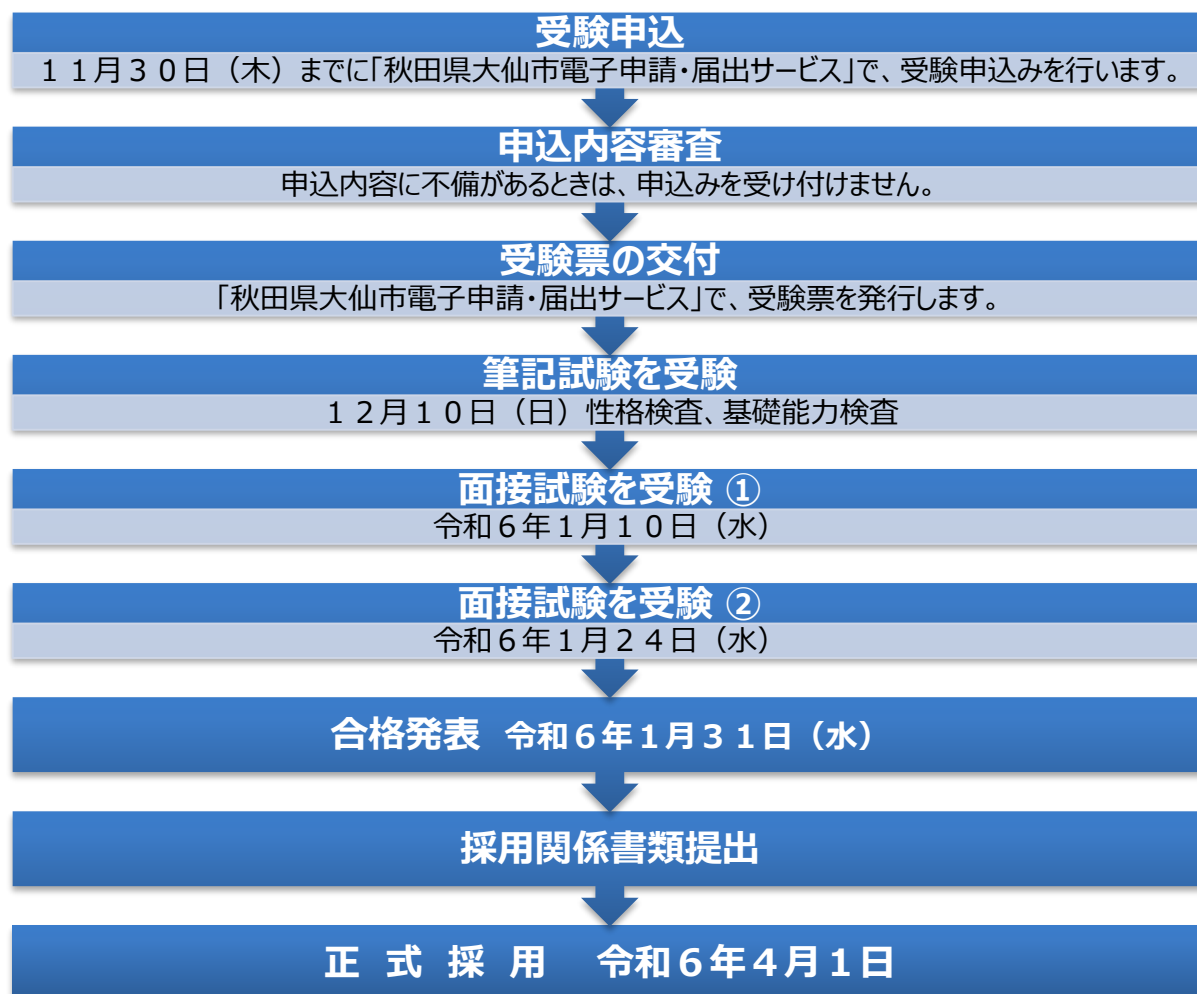 受験申込
１１月３０日（木）までに「秋田県大仙市電子申請・届出サービス」で、受験申込みを行います。
申込内容審査
申込内容に不備があるときは、申込みを受け付けません。
受験票の交付
「秋田県大仙市電子申請・届出サービス」で、受験票を発行します。
筆記試験を受験
１２月１０日（日）性格検査、基礎能力検査
面接試験を受験 ①
令和６年１月１０日（水）
面接試験を受験 ②
令和６年１月２４日（水）
合格発表 令和６年１月３１日（水）
採用関係書類提出
正 式 採 用　令和６年４月１日